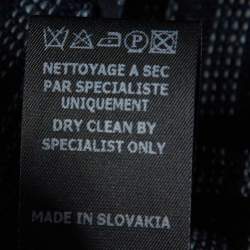 NETTOYAGE A SEC
PAR SPECIALISTE
UNIQUEMENT
DRY CLEAN BY
SPECIALIST ONLY
MADE IN SLOVAKIA